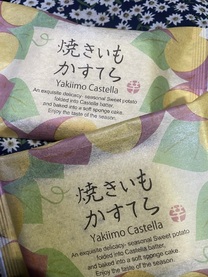 焼きいも
かすてら
Yakiimo Castella
An exquisite delicacy- seasonal Sweet potato
folded into Castella batter,
and baked into a soft sponge cake.
Enjoy the taste of the season.
焼きいも
かすてら
芋
Yakiimo Castella
An exquisite delicacy- seasonal Sweet potato
folded into Castella batter,
and baked into a soft sponge cake.
Enjoy the taste of the season.